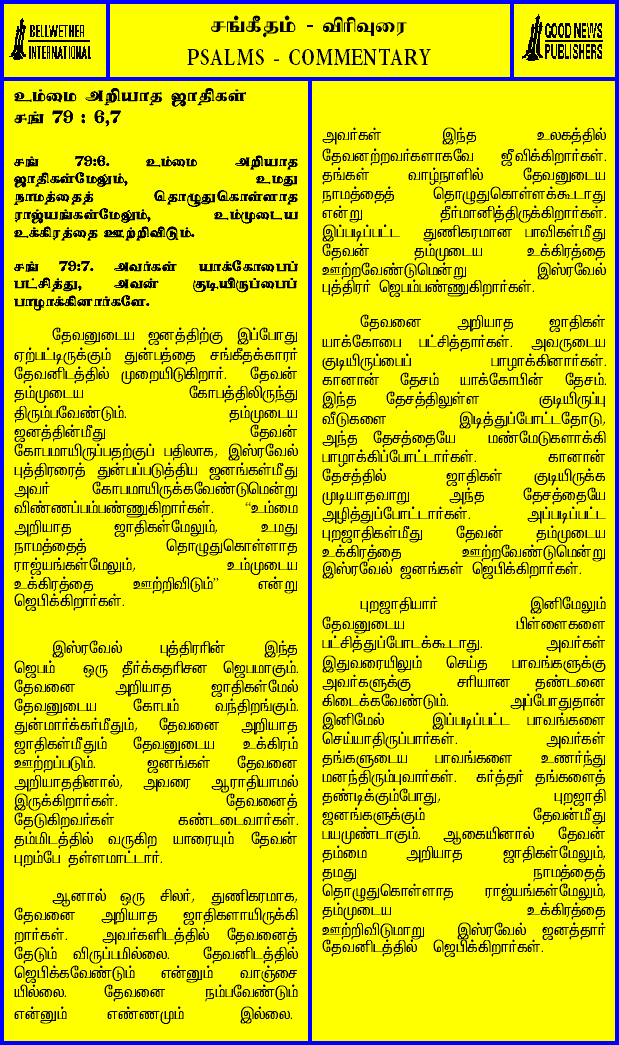 BELLWETHER
INTERNATIONAL
சங்கீதம் - விரிவுரை
PSALMS - COMMENTARY
GOOD NEWS
PUBLISHERS
உம்மை அறியாத ஜாதிகள்
சங் 79 : 6,7
சங் 79:6. உம்மை அறியாத
ஜாதிகள்மேலும், உமது
நாமத்தைத் தொழுதுகொள்ளாத
ராஜ்யங்கள்மேலும், உம்முடைய
உக்கிரத்தை ஊற்றிவிடும்.
சங் 79:7. அவர்கள் யாக்கோபைப்
பட்சித்து, அவன் குடியிருப்பைப்
பாழாக்கினார்களே.
தேவனுடைய ஜனத்திற்கு இப்போது
ஏற்பட்டிருக்கும் துன்பத்தை சங்கீதக்காரர்
தேவனிடத்தில் முறையிடுகிறார். தேவன்
தம்முடைய கோபத்திலிருந்து
திரும்பவேண்டும். தம்முடைய
ஜனத்தின்மீது தேவன்
கோபமாயிருப்பதற்குப் பதிலாக, இஸ்ரவேல்
புத்திரரைத் துன்பப்படுத்திய ஜனங்கள்மீது
அவர் கோபமாயிருக்கவேண்டுமென்று
விண்ணப்பம்பண்ணுகிறார்கள். “உம்மை
அறியாத ஜாதிகள்மேலும், உமது
நாமத்தைத் தொழுதுகொள்ளாத
ராஜ்யங்கள்மேலும், உம்முடைய
உக்கிரத்தை ஊற்றிவிடும்” என்று
ஜெபிக்கிறார்கள்.
இஸ்ரவேல் புத்திரரின் இந்த
ஜெபம் ஒரு தீர்க்கதரிசன ஜெபமாகும்.
தேவனை அறியாத ஜாதிகள்மேல்
தேவனுடைய கோபம் வந்திறங்கும்.
துன்மார்க்கர்மீதும், தேவனை அறியாத
ஜாதிகள்மீதும் தேவனுடைய உக்கிரம்
ஊற்றப்படும். ஜனங்கள் தேவனை
அறியாததினால், அவரை ஆராதியாமல்
இருக்கிறார்கள். தேவனைத்
தேடுகிறவர்கள் கண்டடைவார்கள்.
தம்மிடத்தில் வருகிற யாரையும் தேவன்
புறம்பே தள்ளமாட்டார்.
ஆனால் ஒரு சிலர், துணிகரமாக,
தேவனை அறியாத ஜாதிகளாயிருக்கி
றார்கள். அவர்களிடத்தில் தேவனைத்
தேடும் விருப்பமில்லை. தேவனிடத்தில்
ஜெபிக்கவேண்டும் என்னும் வாஞ்சை
யில்லை. தேவனை நம்பவேண்டும்
என்னும் எண்ணமும் இல்லை.
அவர்கள் இந்த உலகத்தில்
தேவனற்றவர்களாகவே ஜீவிக்கிறார்கள்.
தங்கள் வாழ்நாளில் தேவனுடைய
நாமத்தைத் தொழுதுகொள்ளக்கூடாது
என்று தீர்மானித்திருக்கிறார்கள்.
இப்படிப்பட்ட துணிகரமான பாவிகள்மீது
தேவன் தம்முடைய உக்கிரத்தை
ஊற்றவேண்டுமென்று இஸ்ரவேல்
புத்திரர் ஜெபம்பண்ணுகிறார்கள்.
தேவனை அறியாத ஜாதிகள்
யாக்கோபை பட்சித்தார்கள். அவருடைய
குடியிருப்பைப் பாழாக்கினார்கள்.
கானான் தேசம் யாக்கோபின் தேசம்.
இந்த தேசத்திலுள்ள குடியிருப்பு
வீடுகளை இடித்துப்போட்டதோடு,
அந்த தேசத்தையே மண்மேடுகளாக்கி
பாழாக்கிப்போட்டார்கள். கானான்
தேசத்தில் ஜாதிகள் குடியிருக்க
முடியாதவாறு அந்த தேசத்தையே
அழித்துப்போட்டார்கள். அப்படிப்பட்ட
புறஜாதிகள்மீது தேவன் தம்முடைய
உக்கிரத்தை ஊற்றவேண்டுமென்று
இஸ்ரவேல் ஜனங்கள் ஜெபிக்கிறார்கள்.
புறஜாதியார் இனிமேலும்
தேவனுடைய பிள்ளைகளை
பட்சித்துப்போடக்கூடாது. அவர்கள்
இதுவரையிலும் செய்த பாவங்களுக்கு
அவர்களுக்கு சரியான தண்டனை
கிடைக்கவேண்டும். அப்போதுதான்
இனிமேல் இப்படிப்பட்ட பாவங்களை
செய்யாதிருப்பார்கள். அவர்கள்
தங்களுடைய பாவங்களை உணர்ந்து
மனந்திரும்புவார்கள். கர்த்தர் தங்களைத்
தண்டிக்கும்போது, புறஜாதி
ஜனங்களுக்கும் தேவன்மீது
பயமுண்டாகும். ஆகையினால் தேவன்
தம்மை அறியாத ஜாதிகள்மேலும்,
தமது நாமத்தைத்
தொழுதுகொள்ளாத ராஜ்யங்கள்மேலும்,
தம்முடைய உக்கிரத்தை
ஊற்றிவிடுமாறு இஸ்ரவேல் ஜனத்தார்
தேவனிடத்தில் ஜெபிக்கிறார்கள்.